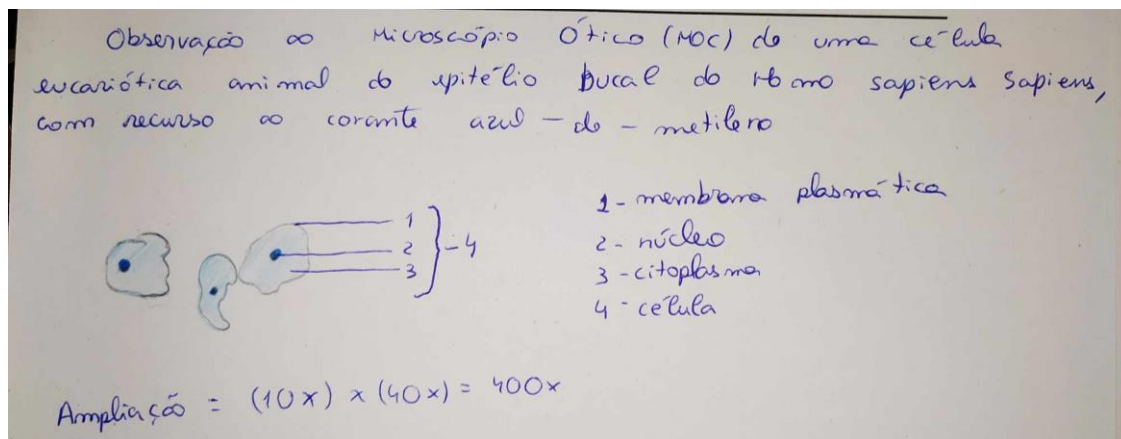 Observação ao Microscópio Ótico (MOC) de uma célula
eucariótica animal do epitélio bucal do Homo sapiens Sapiens,
com recurso ao corante azul-de-metileno
1
2
3
4
1- membrana plasmática
2- núcleo
3- citoplasma
4- célula
Ampliação = (10x) x (40x) = 400x